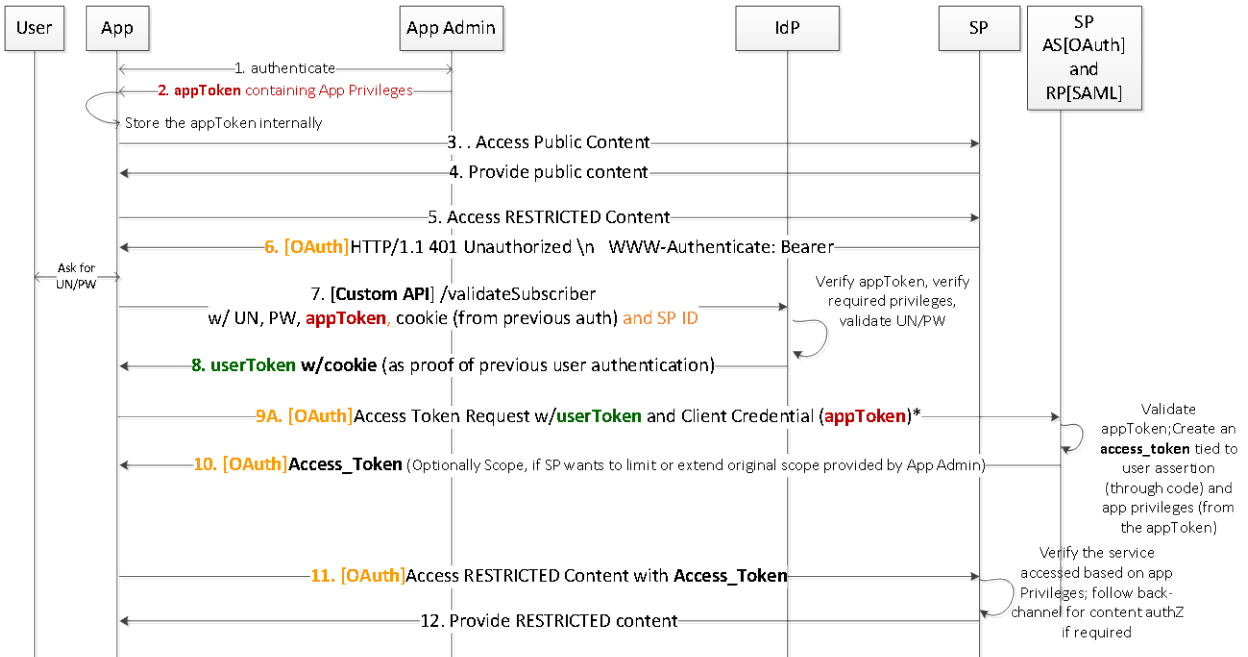 User
App
App Admin
IdP
SP
SP
AS[OAuth]
and
RP[SAML]
1. authenticate
2. appToken containing App Privileges
Store the appToken internally
3. . Access Public Content
4. Provide public content
5. Access RESTRICTED Content
6. [OAuth]HTTP/1.1 401 Unauthorized \n WWW-Authenticate: Bearer
Ask for
UN/PW
7. [Custom API] /validateSubscriber
w/ UN, PW, appToken, cookie (from previous auth) and SP ID
Verify appToken, verify
required privileges,
validate UN/PW
8. userToken w/cookie (as proof of previous user authentication)
9A. [OAuth]Access Token Request w/userToken and Client Credential (appToken)*
Validate
appToken;Create an
access_token tied to
user assertion
(through code) and
app privileges (from
the appToken)
10. [OAuth]Access_Token (Optionally Scope, if SP wants to limit or extend original scope provided by App Admin)
11. [OAuth]Access RESTRICTED Content with Access_Token
Verify the service
accessed based on app
Privileges; follow back-
channel for content authZ
if required
12. Provide RESTRICTED content